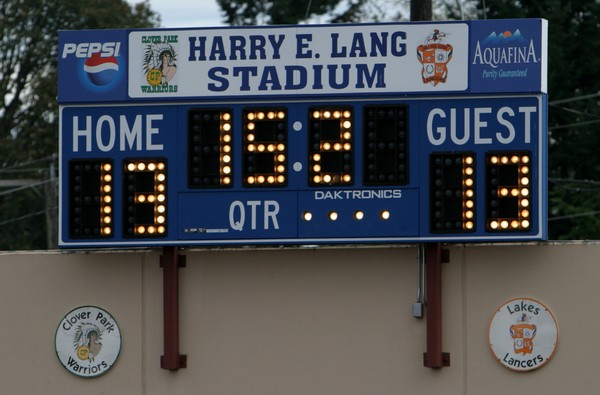 PEPSI
CLOVER PARK
WARRIORS
HARRY E. LANG
STADIUM
AQUAFINA
Purity Guaranteed
HOME
15:2
GUEST
13
13
DAKTRONICS
QTR
Clover Park
Warriors
Lakes
Lancers